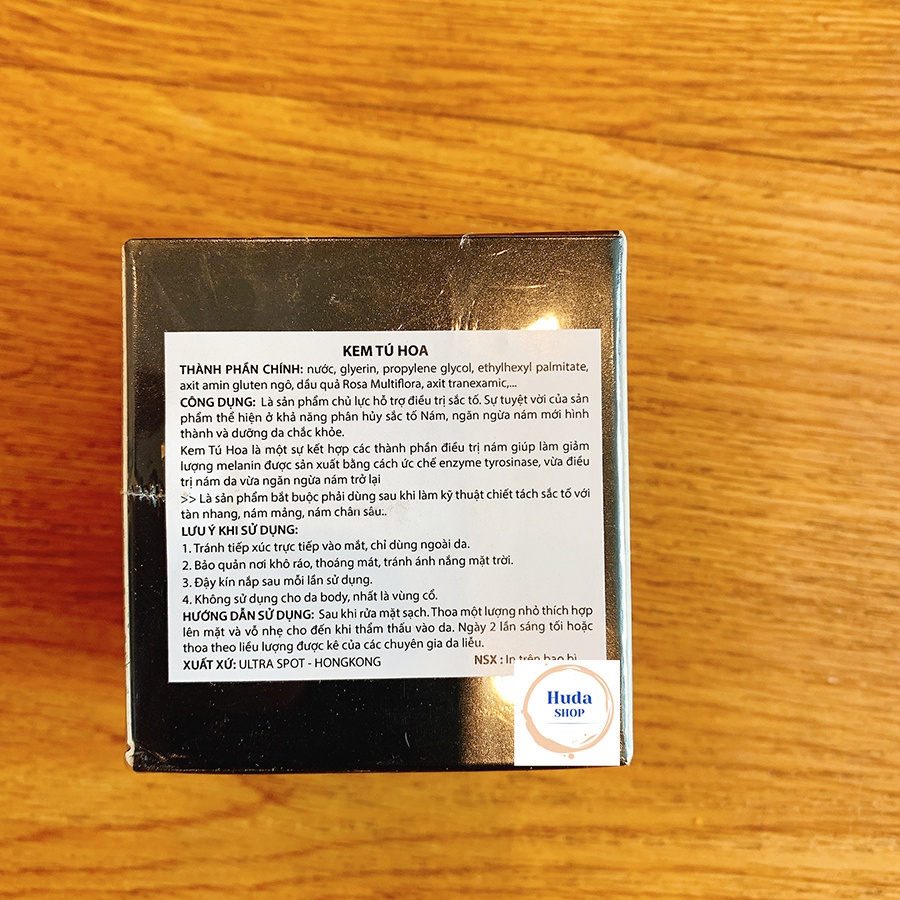 KEM TÚ HOA
THÀNH PHẦN CHÍNH: nước, glyerin, propylene glycol, ethylhexyl palmitate,
axit amin gluten ngô, dầu quả Rosa Multiflora, axit tranexamic,...
CÔNG DỤNG: Là sản phẩm chủ lực hỗ trợ điều trị sắc tố. Sự tuyệt vời của sản
phẩm thể hiện ở khả năng phân hủy sắc tố Nám, ngăn ngừa nám mới hình
thành và dưỡng da chắc khỏe.
Kem Tú Hoa là một sự kết hợp các thành phần điều trị nám giúp làm giảm
lượng melanin được sản xuất bằng cách ức chế enzyme tyrosinase, vừa điều
trị nám da vừa ngăn ngừa nám trở lại
>> Là sản phẩm bắt buộc phải dùng sau khi làm kỹ thuật chiết tách sắc tố với
tàn nhang, nám mảng, nám chân sâu..
LƯU Ý KHI SỬ DỤNG:
1. Tránh tiếp xúc trực tiếp vào mắt, chỉ dùng ngoài da.
2. Bảo quản nơi khô ráo, thoáng mát, tránh ánh nắng mặt trời.
3. Đậy kín nắp sau mỗi lần sử dụng.
4. Không sử dụng cho da body, nhất là vùng cổ.
HƯỚNG DẪN SỬ DỤNG: Sau khi rửa mặt sạch. Thoa một lượng nhỏ thích hợp
lên mặt và vỗ nhẹ cho đến khi thẩm thấu vào da. Ngày 2 lần sáng tối hoặc
thoa theo liều lượng được kê của các chuyên gia da liễu.
XUẤT XỨ: ULTRA SPOT - HONGKONG NSX : In trên bao bì
Huda
SHOP